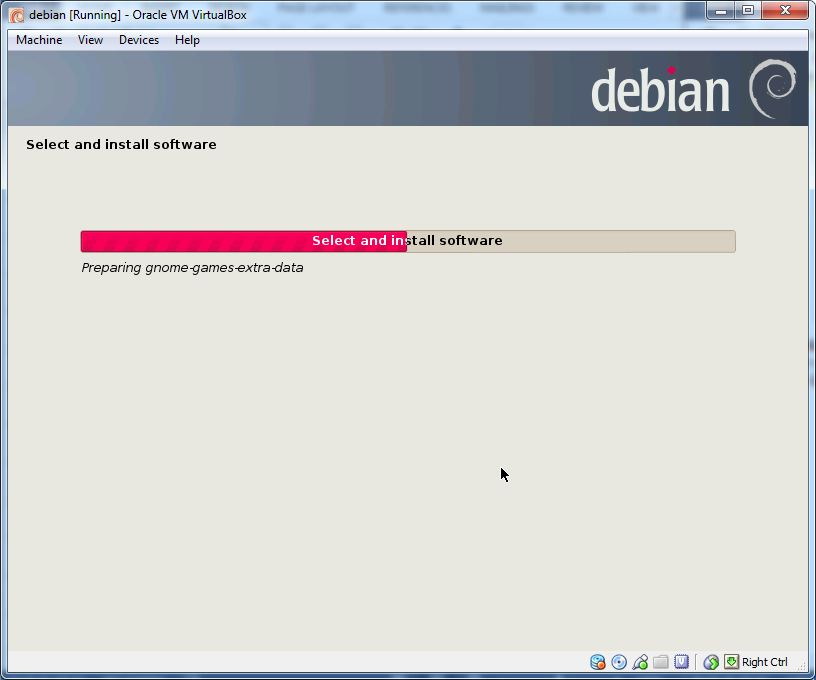 debian [Running] - Oracle VM VirtualBox
Machine View Devices Help
debian
Select and install software
Select and install software
Preparing gnome-games-extra-data
Right Ctrl